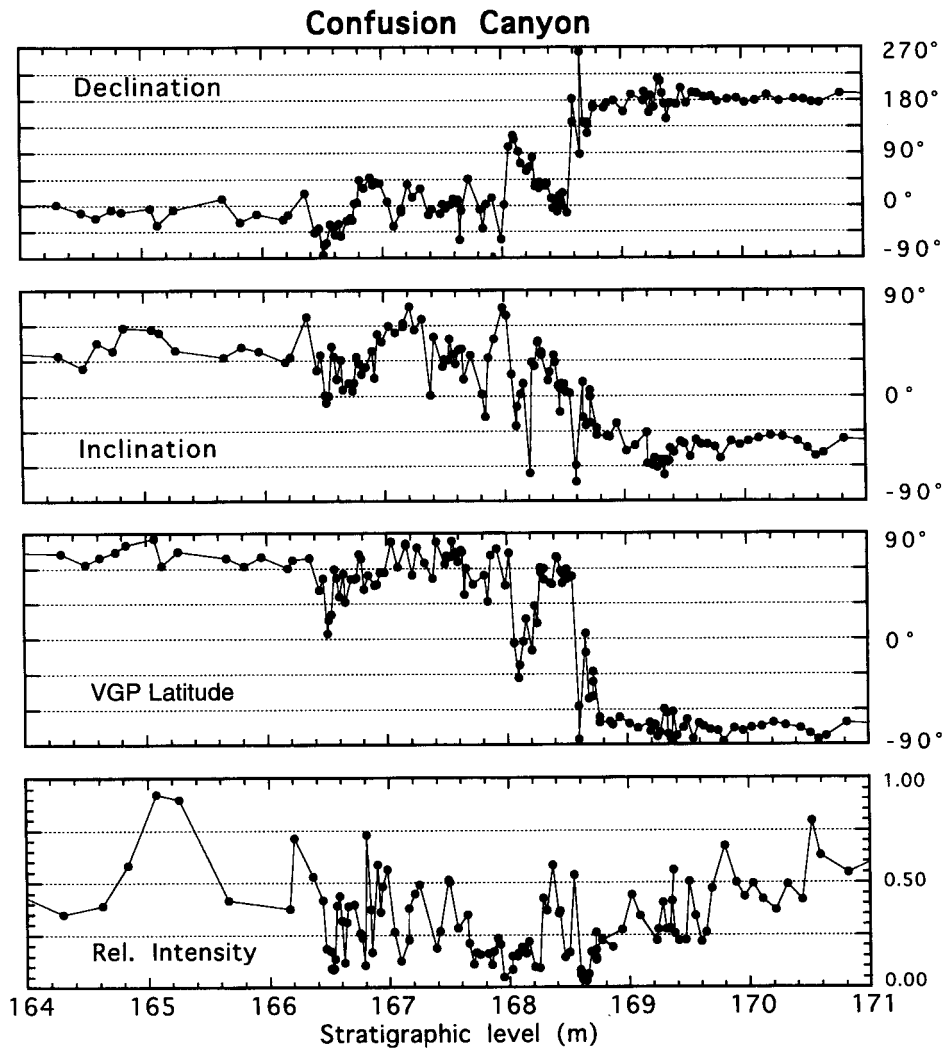 Confusion Canyon
Declination
270°
180°
90°
0°
-90°
90°
0°
Inclination
-90°
90°
0°
VGP Latitude
-90°
1.00
0.50
Rel. Intensity
0.00
164 165 166 167 168 169 170 171
Stratigraphic level (m)